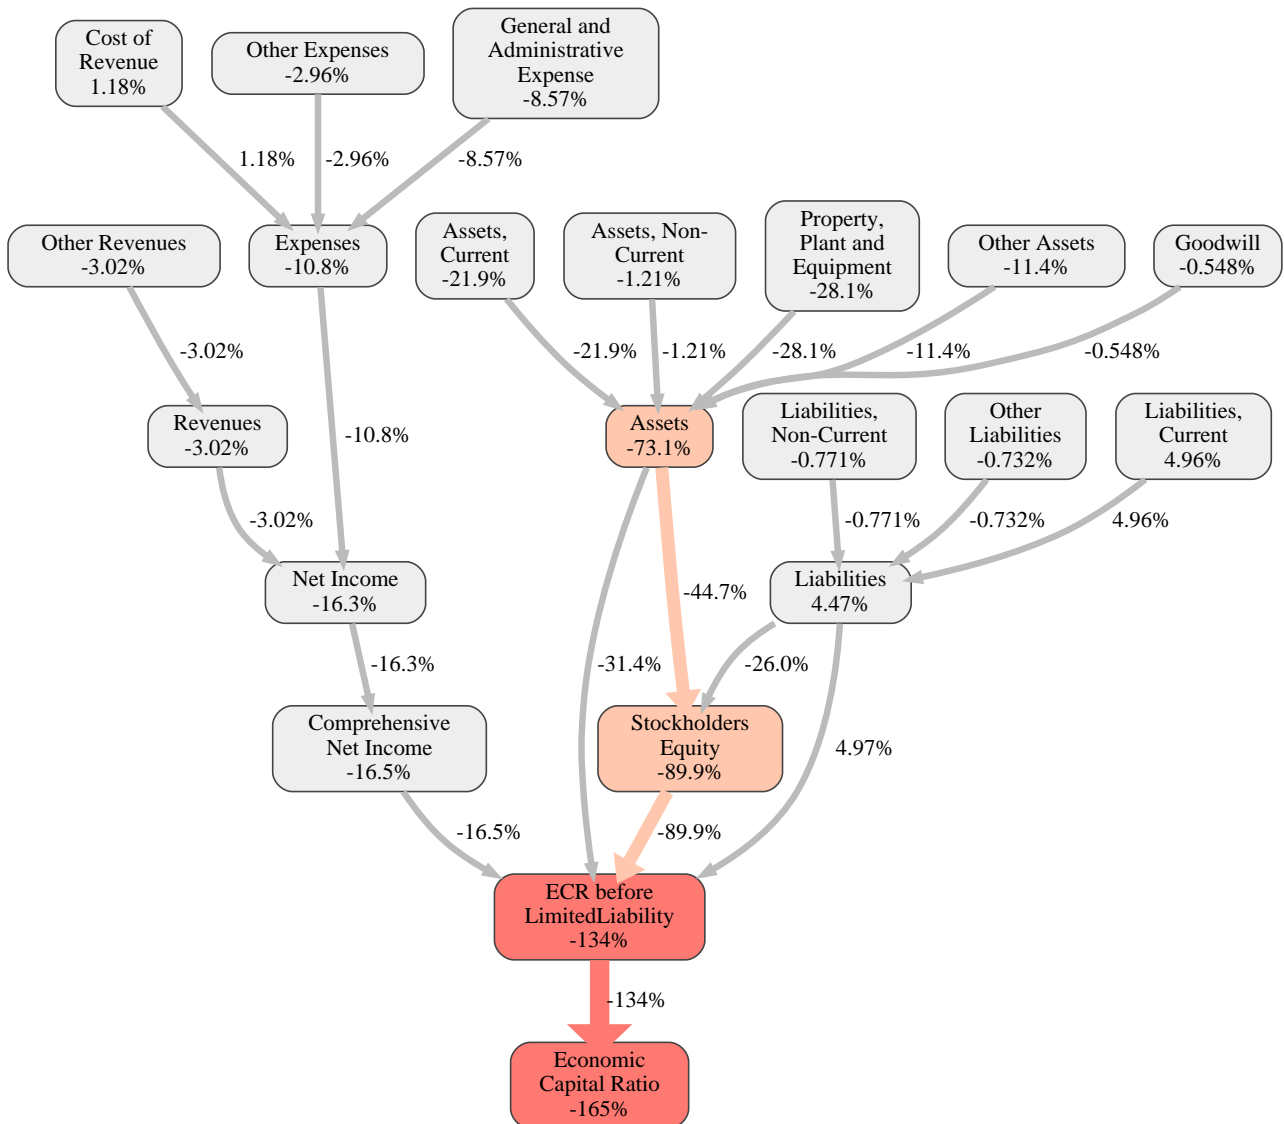 Cost of
Revenue
1.18%
Other Expenses
-2.96%
General and
Administrative
Expense
-8.57%
1.18%
-2.96%
-8.57%
Other Revenues
-3.02%
Expenses
-10.8%
Assets,
Current
-21.9%
Assets, Non-
Current
-1.21%
Property,
Plant and
Equipment
-28.1%
Other Assets
-11.4%
Goodwill
-0.548%
-3.02%
-21.9%
-1.21%
-28.1%
-11.4%
-0.548%
Revenues
-3.02%
-10.8%
Assets
-73.1%
Liabilities,
Non-Current
-0.771%
Other
Liabilities
-0.732%
Liabilities,
Current
4.96%
-3.02%
-0.771%
-0.732%
4.96%
Net Income
-16.3%
-44.7%
Liabilities
4.47%
-16.3%
-31.4%
-26.0%
Comprehensive
Net Income
-16.5%
Stockholders
Equity
-89.9%
4.97%
-16.5%
-89.9%
ECR before
LimitedLiability
-134%
-134%
Economic
Capital Ratio
-165%